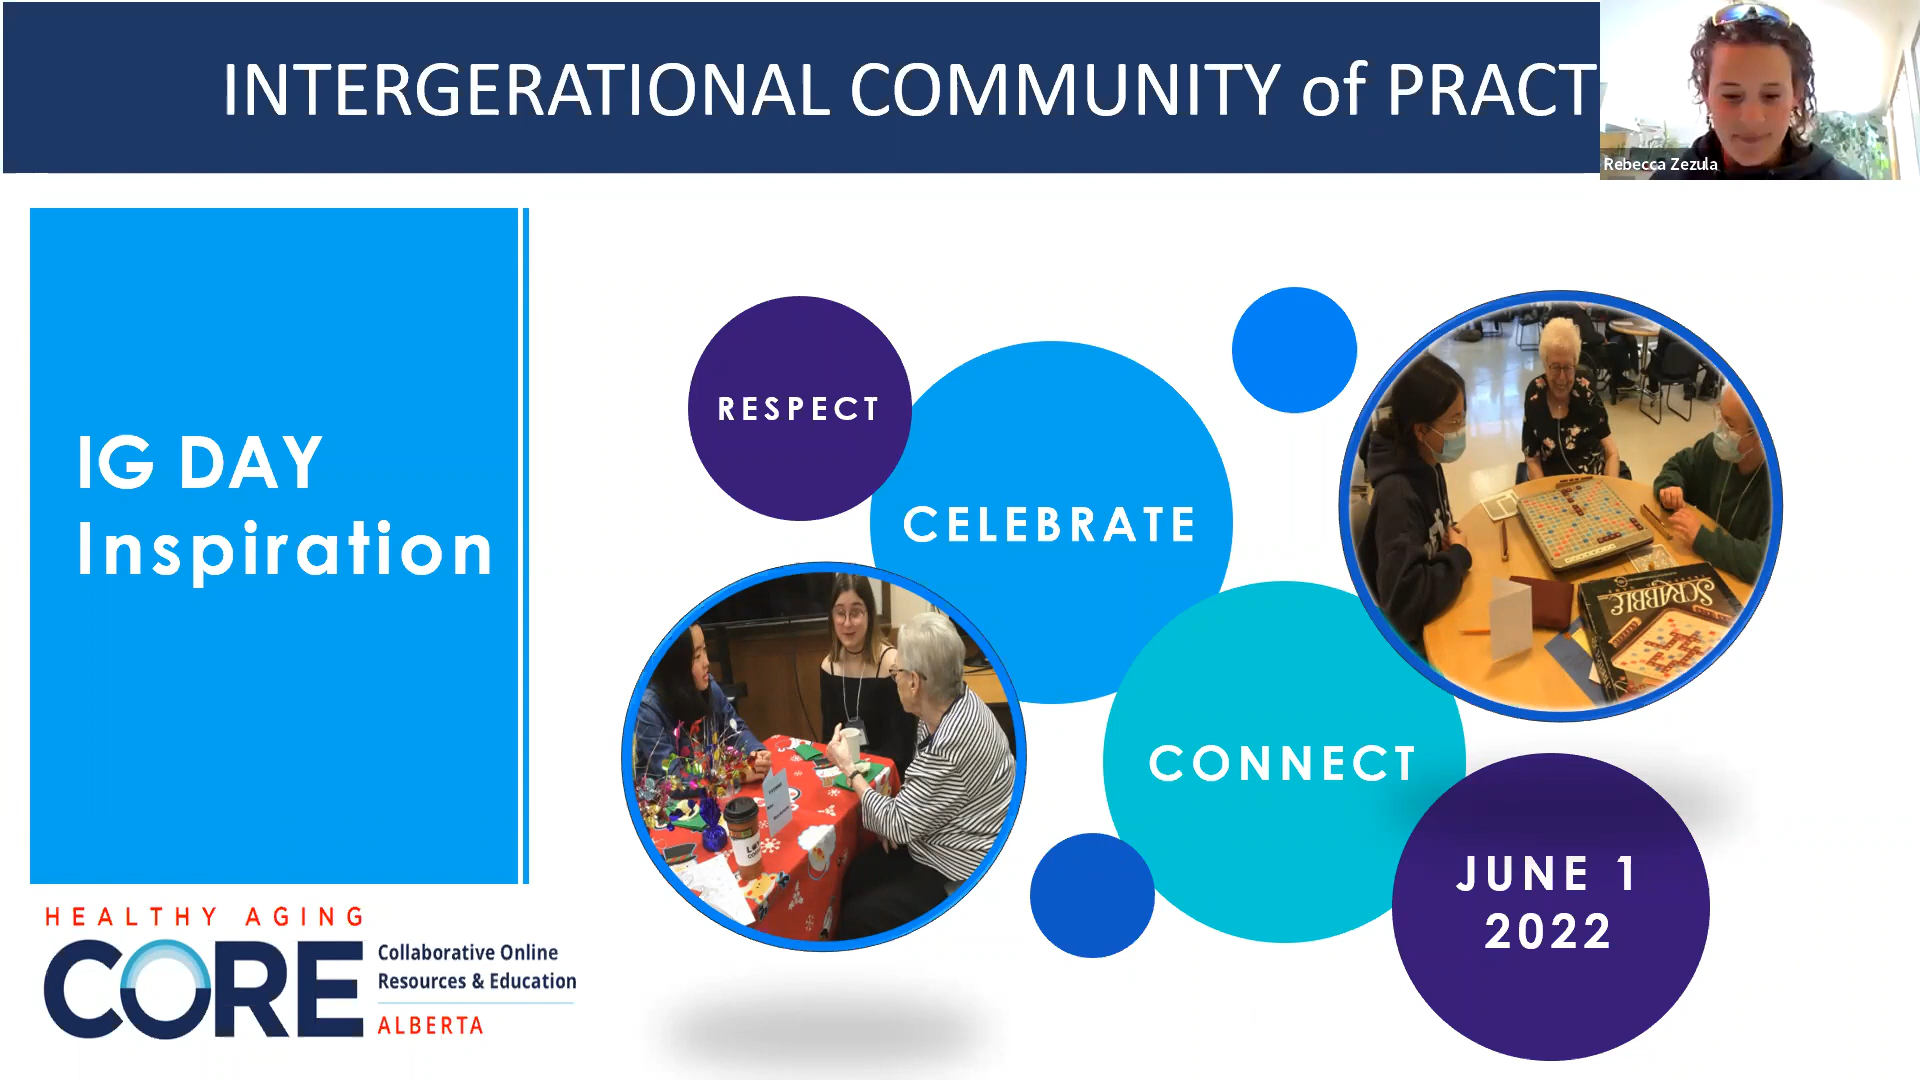 INTERGERATIONAL COMMUNITY of PRACT
Rebecca Zezula
IG DAY
Inspiration
RESPECT
CELEBRATE
CONNECT
JUNE 1
2022
SCRABBLE
HEALTHY AGING
CORE
Collaborative Online
Resources & Education
ALBERTA